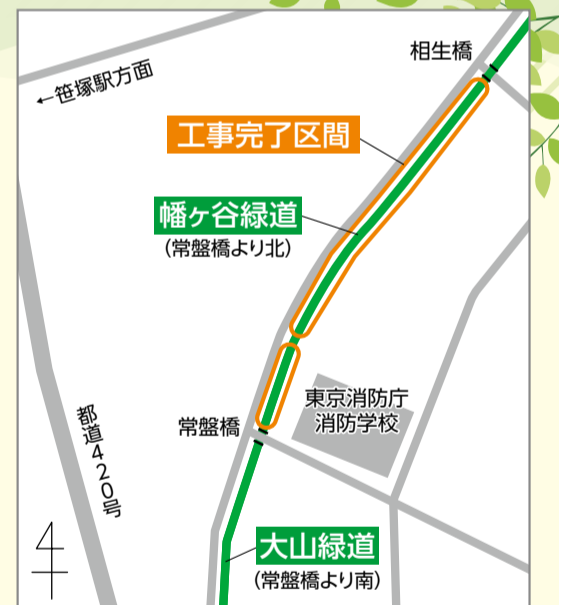 相生橋
←笹塚駅方面
工事完了区間
幡ヶ谷緑道
(常盤橋より北)
東京消防庁
消防学校
常盤橋
都道420号
大山緑道
(常盤橋より南)